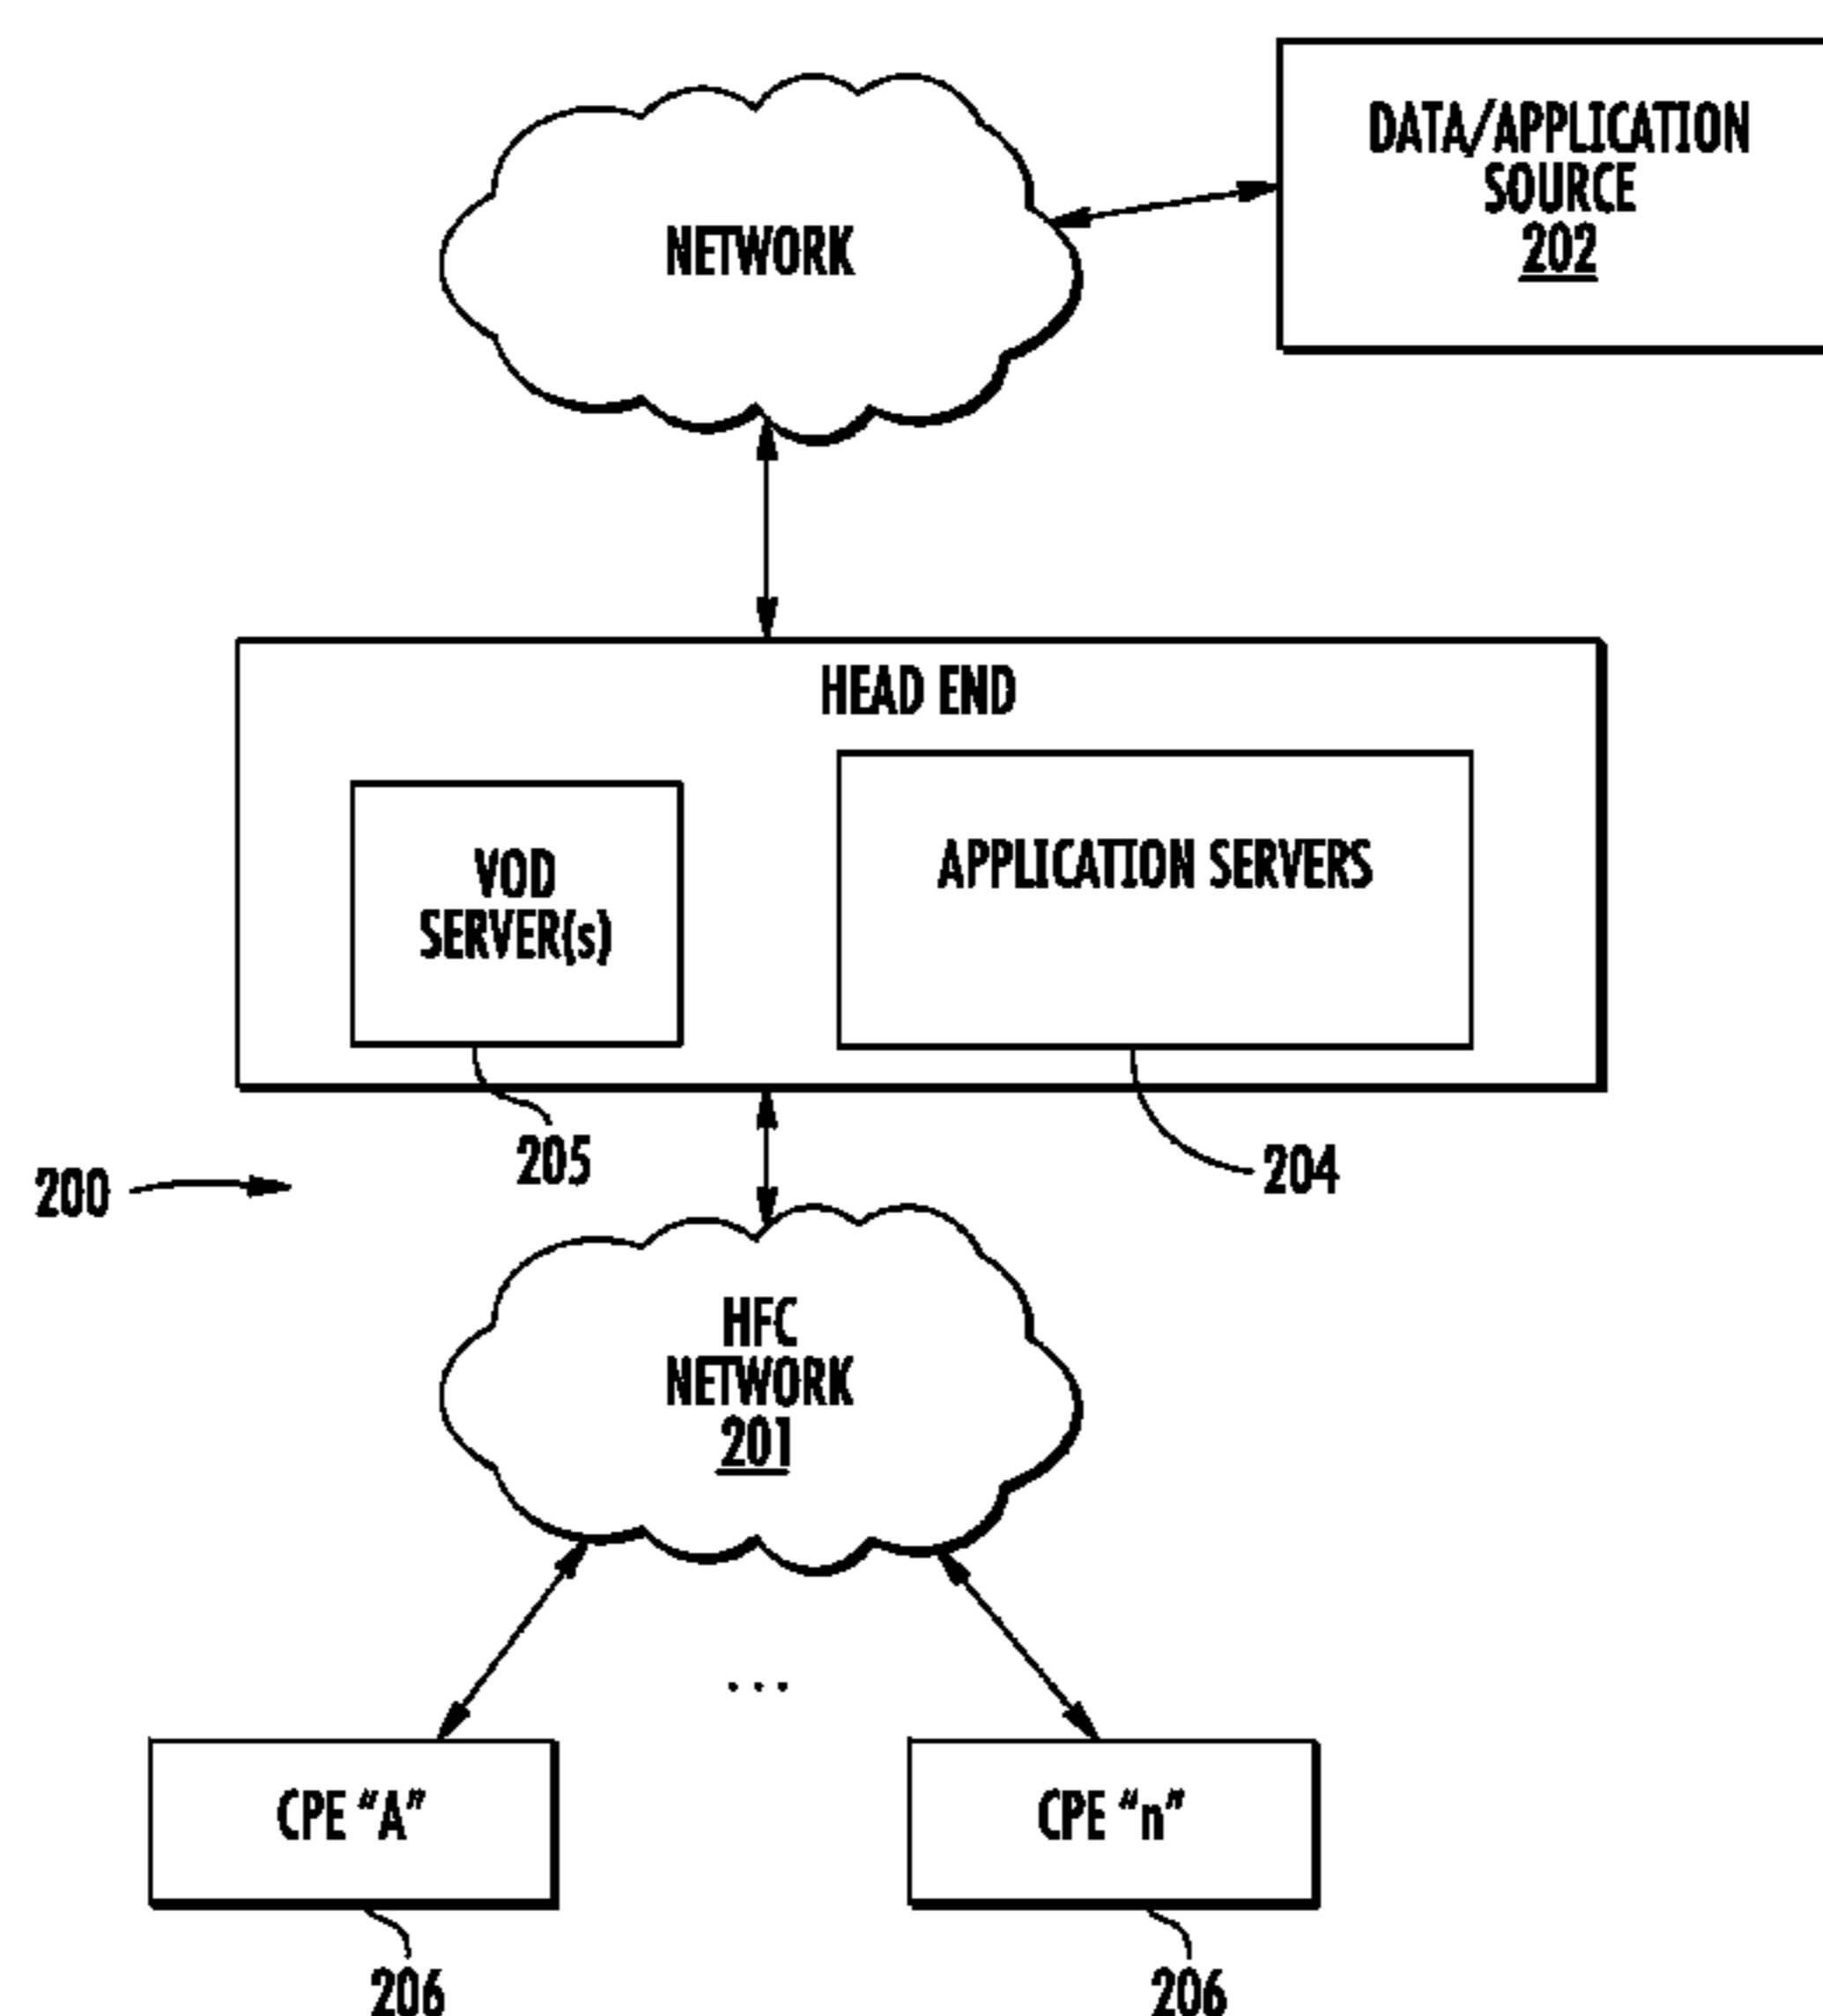 DATA/APPLICATION
SOURCE
202
NETWORK
HEAD END
VOD
SERVER(s)
APPLICATION SERVERS
205
204
200
HFC
NETWORK
201
...
CPE “A”
CPE “n”
206
206